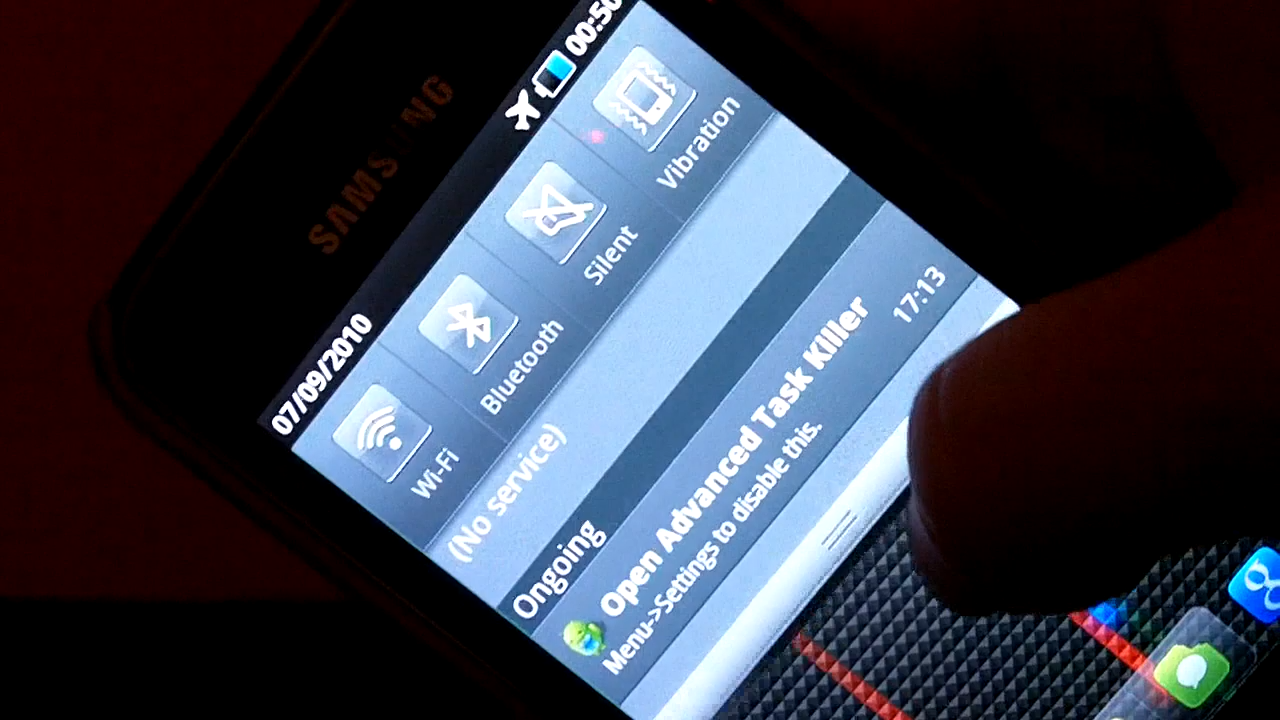 SAMSUNG
07/09/2010 00:50
Wi-Fi Bluetooth Silent Vibration
(No service)
Ongoing
Open Advanced Task Killer
Menu->Settings to disable this. 17:13